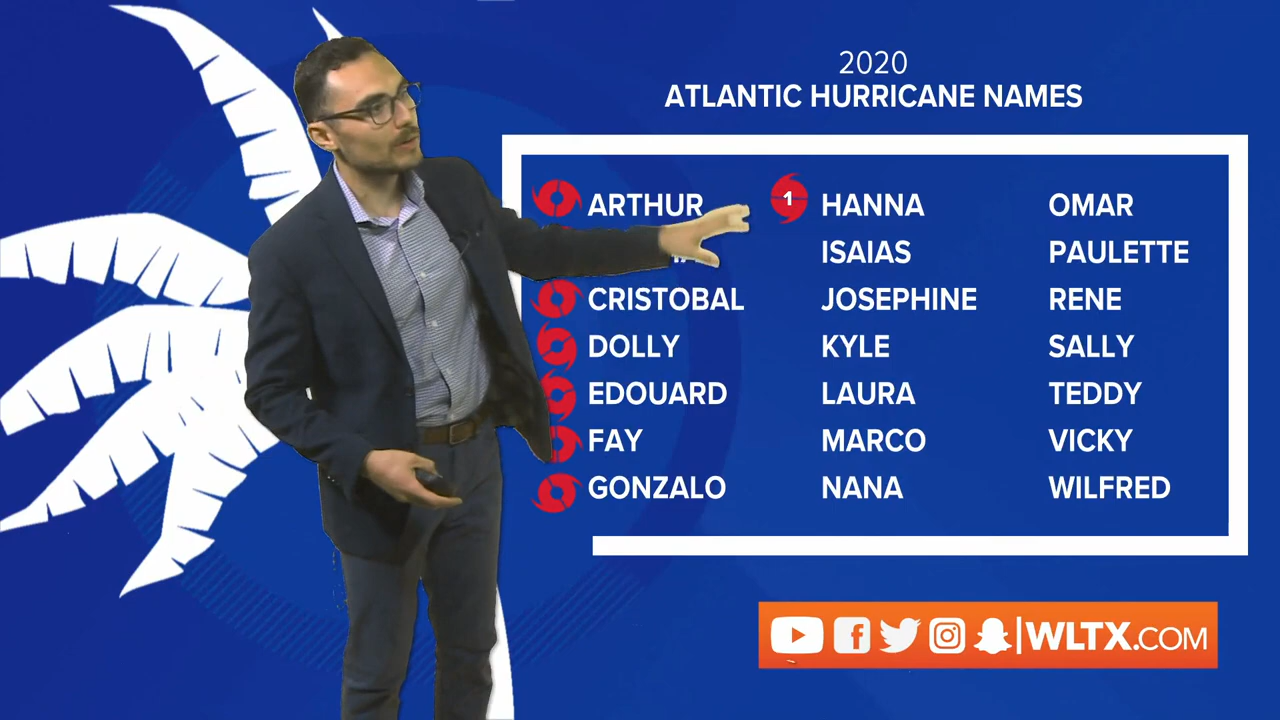 2020
ATLANTIC HURRICANE NAMES
ARTHUR
CRISTOBAL
DOLLY
EDOUARD
FAY
GONZALO
1
HANNA
ISAIAS
JOSEPHINE
KYLE
LAURA
MARCO
NANA
OMAR
PAULETTE
RENE
SALLY
TEDDY
VICKY
WILFRED
WLTX.COM